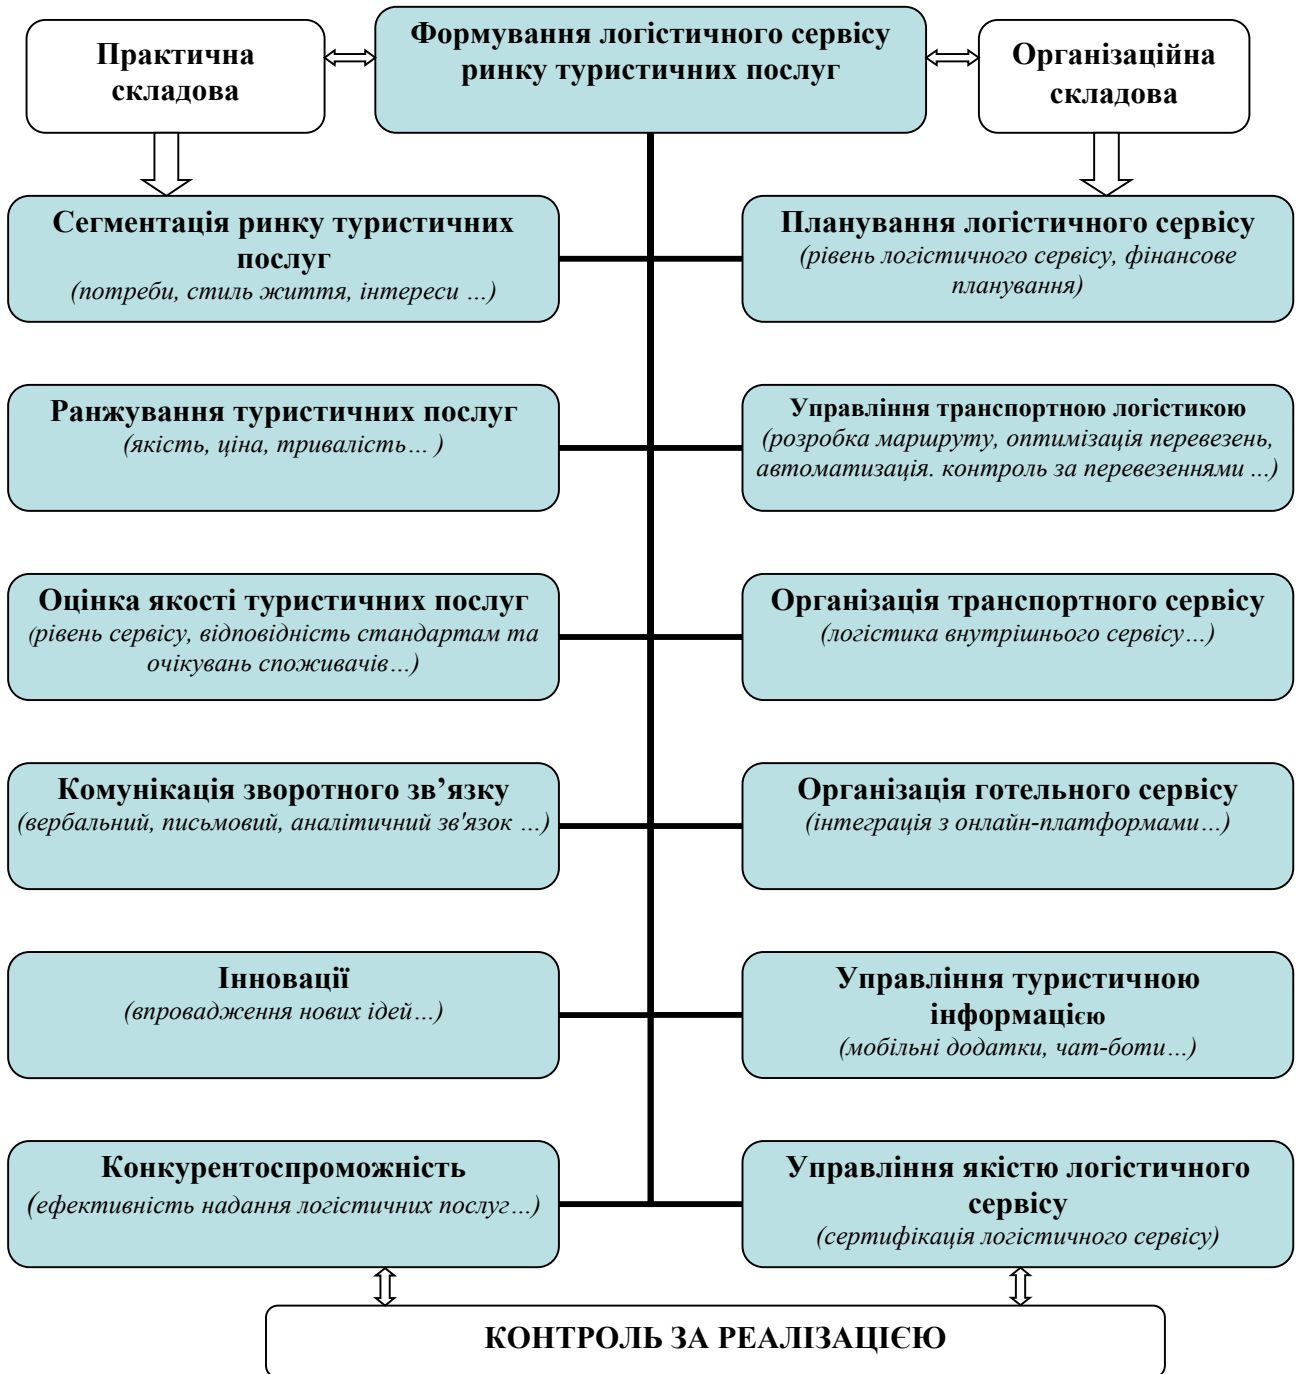 Практична
складова
Формування логістичного сервісу
ринку туристичних послуг
Організаційна
складова
Сегментація ринку туристичних
послуг
(потреби, стиль життя, інтереси …)
Планування логістичного сервісу
(рівень логістичного сервісу, фінансове
планування)
Ранжування туристичних послуг
(якість, ціна, тривалість… )
Управління транспортною логістикою
(розробка маршруту, оптимізація перевезень,
автоматизація. контроль за перевезеннями …)
Оцінка якості туристичних послуг
(рівень сервісу, відповідність стандартам та
очікувань споживачів…)
Організація транспортного сервісу
(логістика внутрішнього сервісу…)
Комунікація зворотного зв’язку
(вербальний, письмовий, аналітичний зв'язок …)
Організація готельного сервісу
(інтеграція з онлайн-платформами…)
Інновації
(впровадження нових ідей…)
Управління туристичною
інформацією
(мобільні додатки, чат-боти…)
Конкурентоспроможність
(ефективність надання логістичних послуг…)
Управління якістю логістичного
сервісу
(сертифікація логістичного сервісу)
КОНТРОЛЬ ЗА РЕАЛІЗАЦІЄЮ